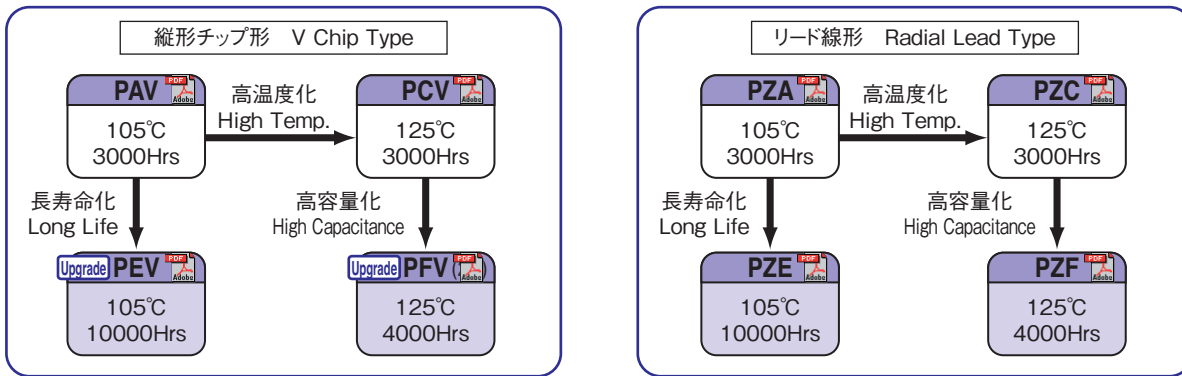 縦形チップ形 V Chip Type
PAV
PDF
Adobe
105℃
3000Hrs
高温度化
High Temp.
PCV
PDF
Adobe
125℃
3000Hrs
長寿命化
Long Life
高容量化
High Capacitance
Upgrade PEV
PDF
Adobe
105℃
10000Hrs
Upgrade PFV
PDF
Adobe
125℃
4000Hrs
リード線形 Radial Lead Type
PZA
PDF
Adobe
105℃
3000Hrs
高温度化
High Temp.
PZC
PDF
Adobe
125℃
3000Hrs
長寿命化
Long Life
高容量化
High Capacitance
PZE
PDF
Adobe
105℃
10000Hrs
PZF
PDF
Adobe
125℃
4000Hrs